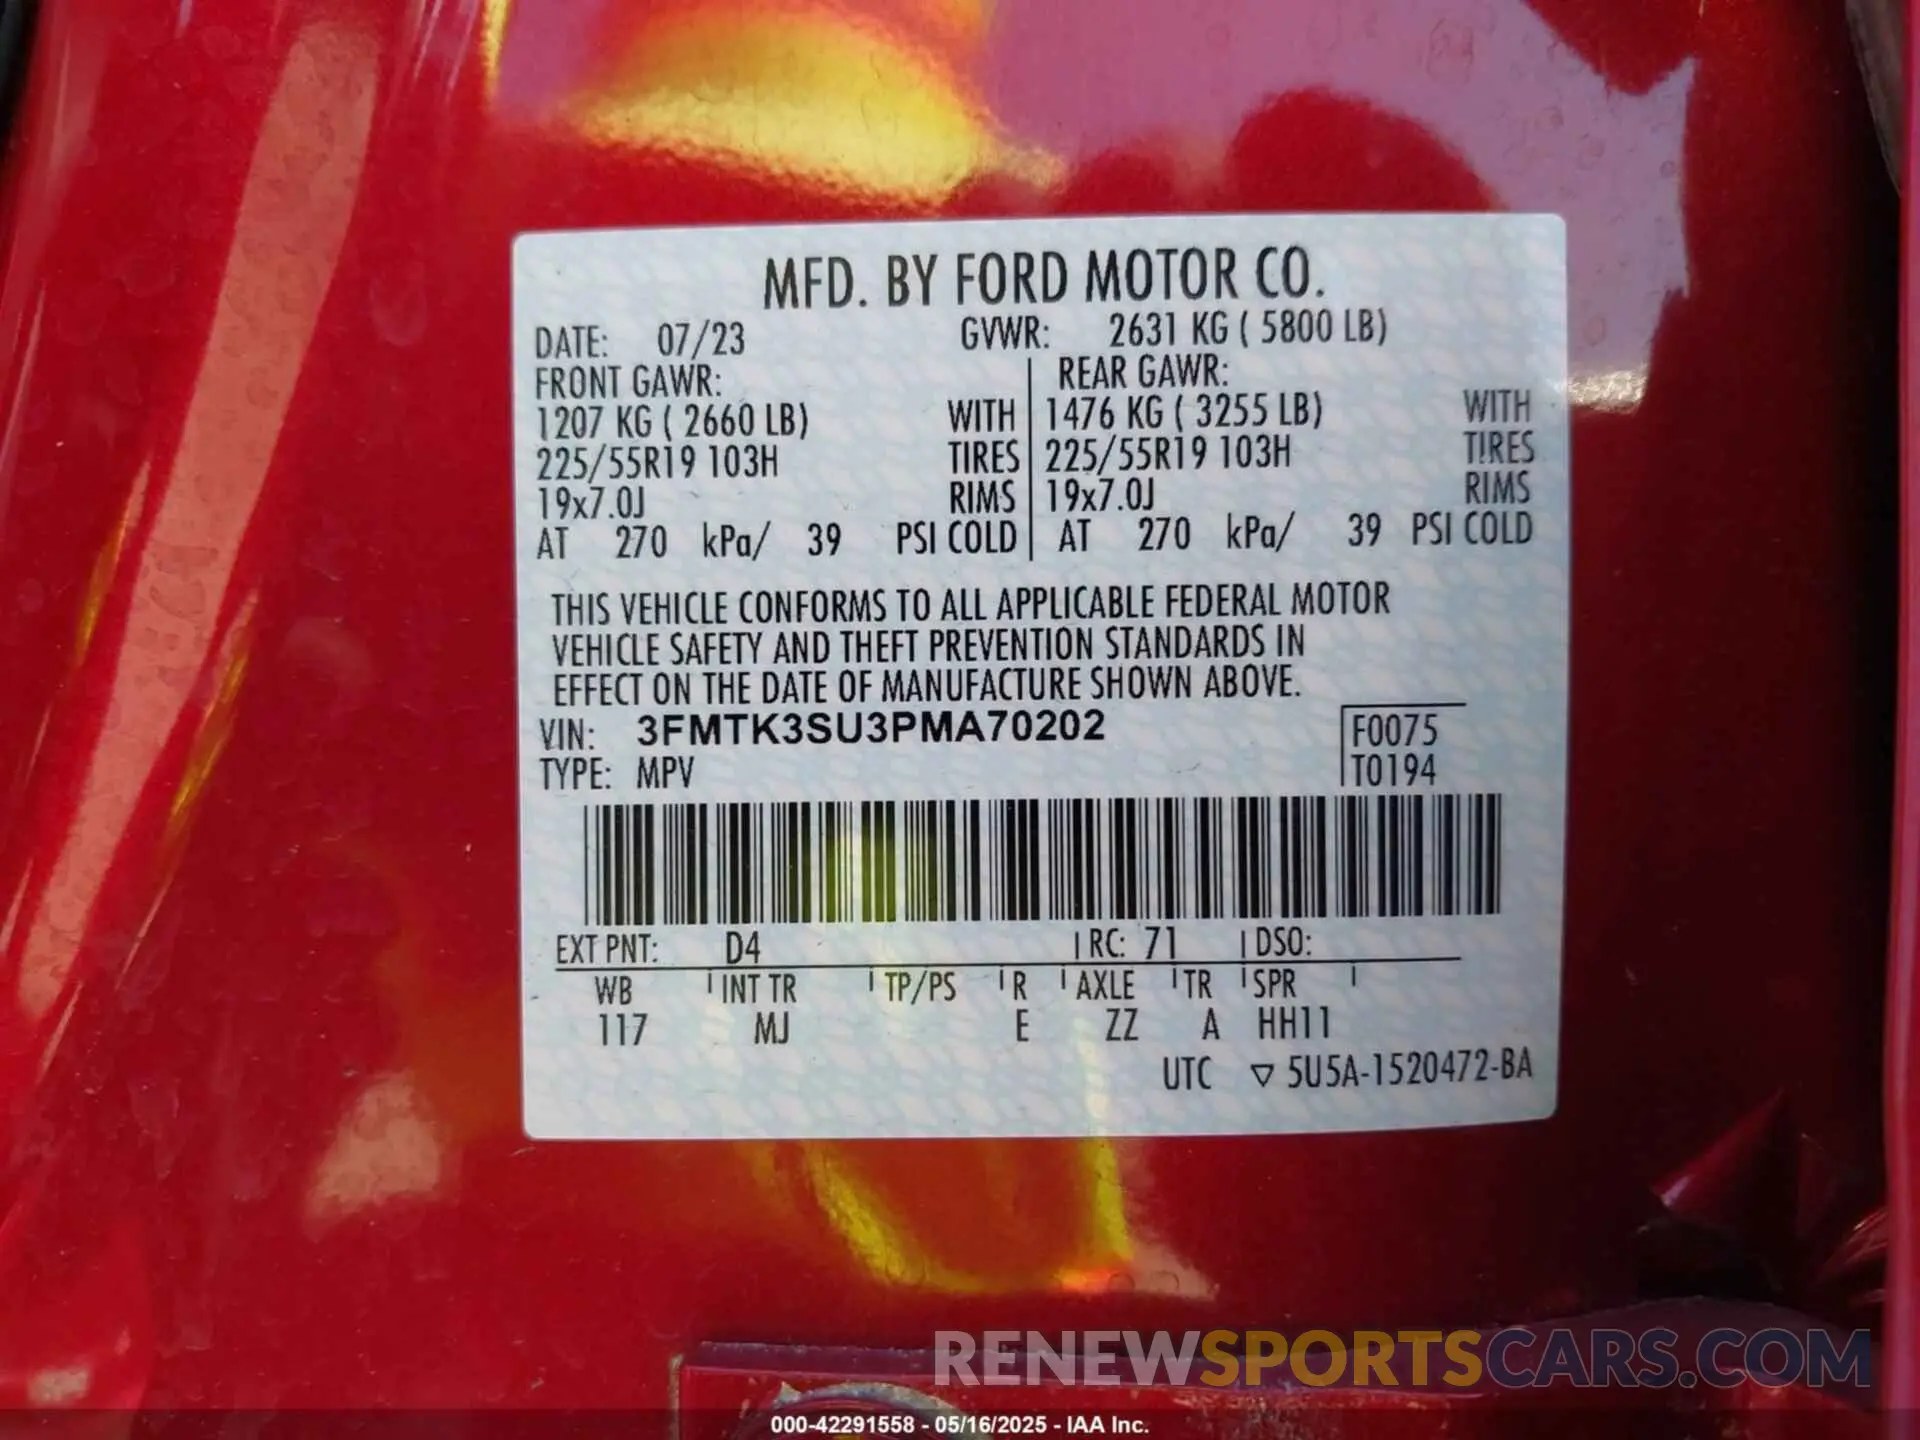 MFD. BY FORD MOTOR CO.
DATE: 07/23 GVWR: 2631 KG ( 5800 LB)
FRONT GAWR: REAR GAWR:
1207 KG ( 2660 LB) WITH 1476 KG ( 3255 LB) WITH
225/55R19 103H TIRES 225/55R19 103H TIRES
19x7.0J RIMS 19x7.0J RIMS
AT 270 kPa/ 39 PSI COLD AT 270 kPa/ 39 PSI COLD
THIS VEHICLE CONFORMS TO ALL APPLICABLE FEDERAL MOTOR
VEHICLE SAFETY AND THEFT PREVENTION STANDARDS IN
EFFECT ON THE DATE OF MANUFACTURE SHOWN ABOVE.
VIN: 3FMTK3SU3PMA70202 F0075
TYPE: MPV T0194
EXT PNT: D4 RC: 71 DSO:
WB INT TR TP/PS R AXLE TR SPR
117 MJ E ZZ A HH11
UTC ▽ 5U5A-1520472-BA
RENEWSPORTSCARS.COM
000-42291558 - 05/16/2025 - IAA Inc.